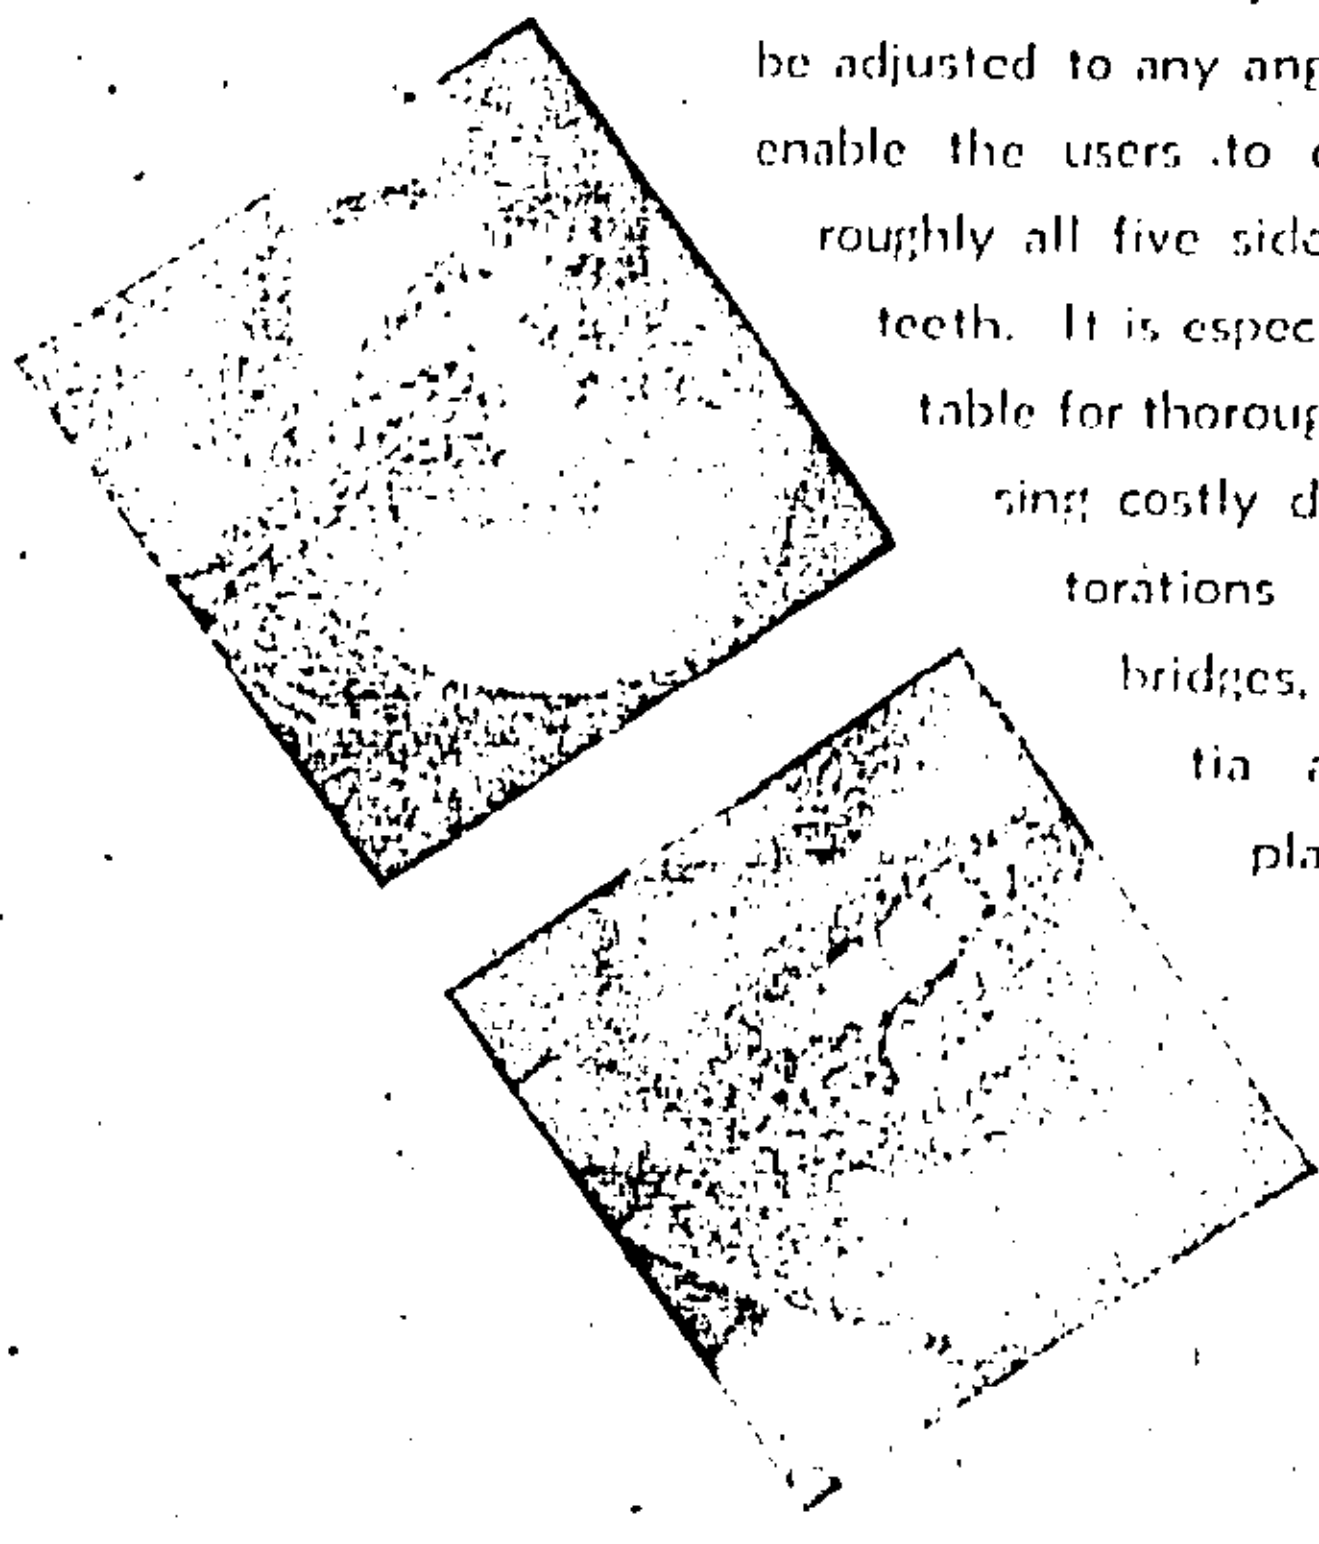 be adjusted to any ang
enable the users to c
roughly all five side
teeth. It is espec
table for thoroug
sing costly d
torations
bridges,
tia a
pla